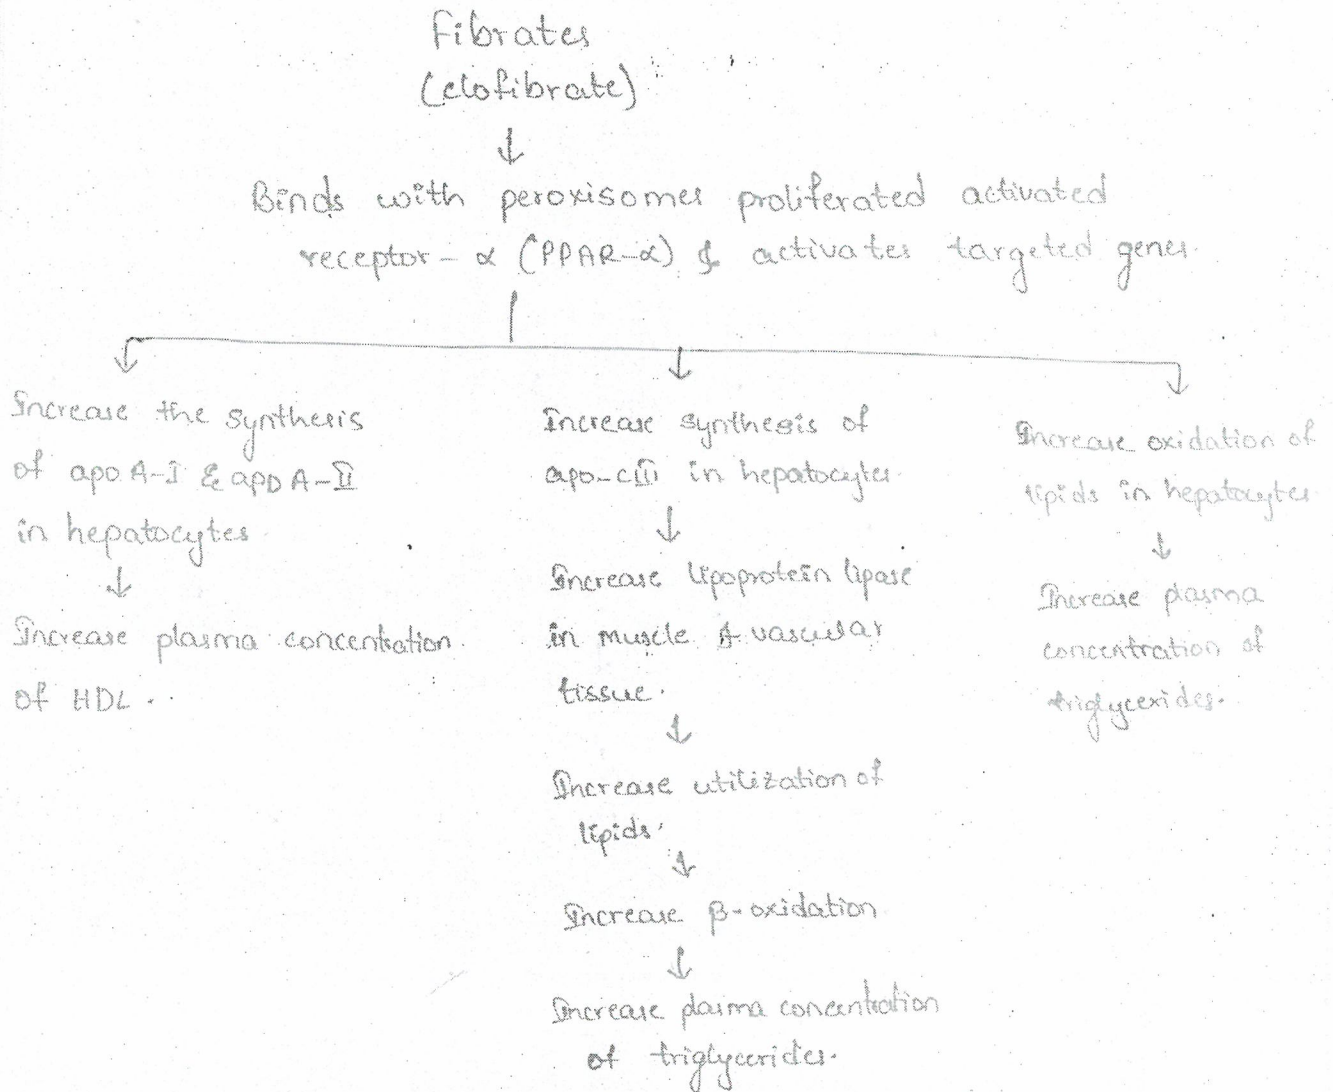 Fibrates
(clofibrate)
↓
Binds with peroxisomes proliferated activated
receptor-α (PPAR-α) & activates targeted genes.
Increase the synthesis
of apo A-I & apo A-II
in hepatocytes.
↓
Increase plasma concentration
of HDL.
Increase synthesis of
apo-cIII in hepatocytes
↓
Increase lipoprotein lipase
in muscle & vascular
tissue.
↓
Increase utilization of
lipids.
↓
Increase β-oxidation
↓
Increase plasma concentration
of triglycerides.
Increase oxidation of
lipids in hepatocytes
↓
Increase plasma
concentration of
triglycerides.